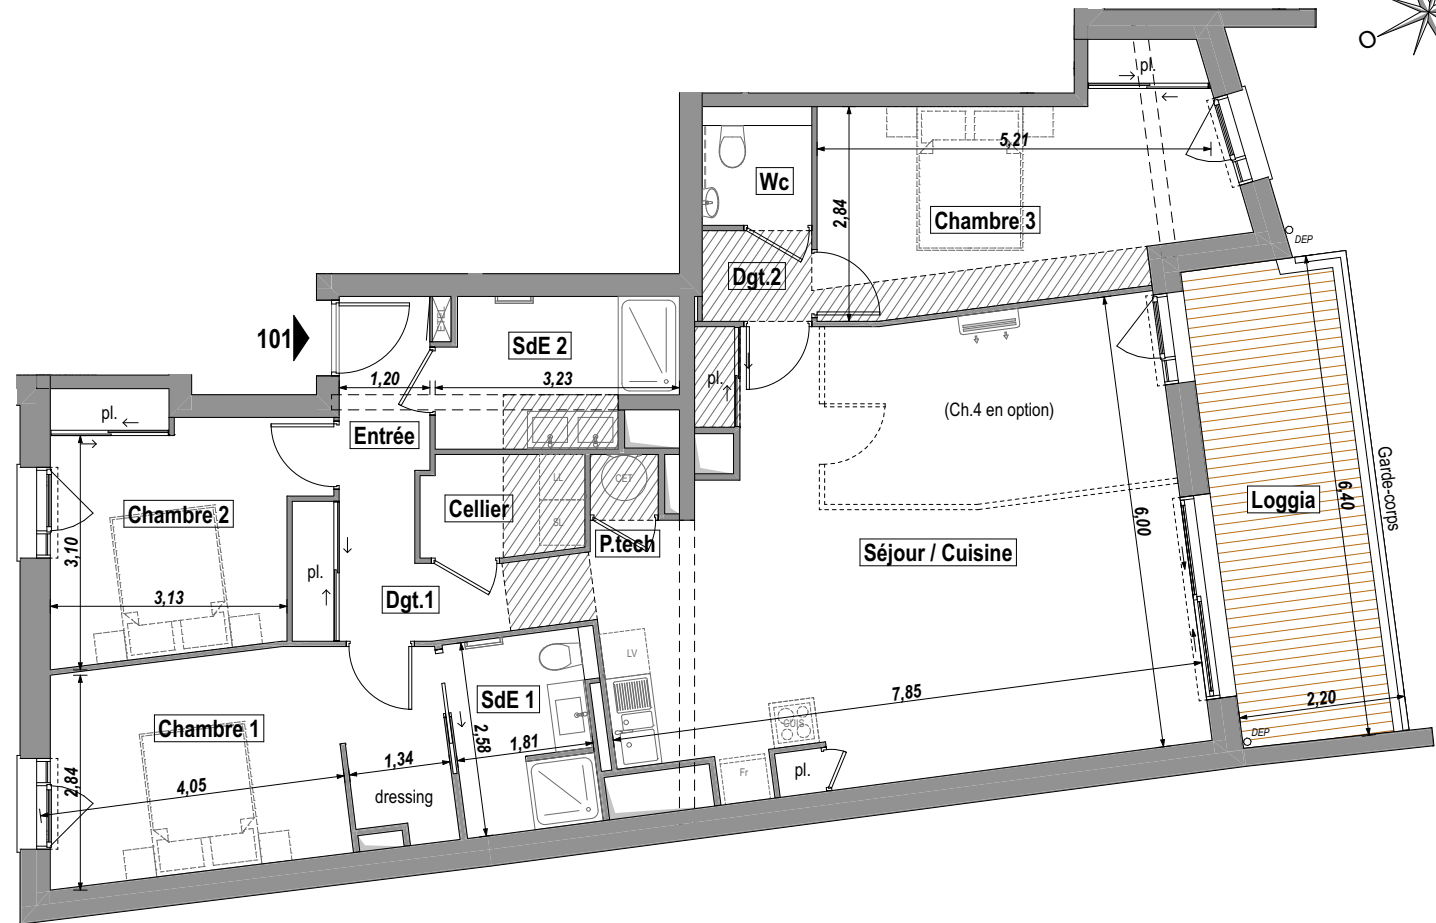 O
pl.
5,21
Wc
2,84
Chambre 3
DEP
Dgt.2
101
SdE 2
1,20
3,23
pl.
pl.
(Ch.4 en option)
Entrée
Garde-corps
LL
CET
6,40
Loggia
Chambre 2
Cellier
SL
6,00
3,10
P.tech
Séjour / Cuisine
pl.
3,13
Dgt.1
LV
7,85
SdE 1
2,20
Chambre 1
2,58
1,81
CUIS
DEP
2,84
4,05
1,34
Fr
pl.
dressing